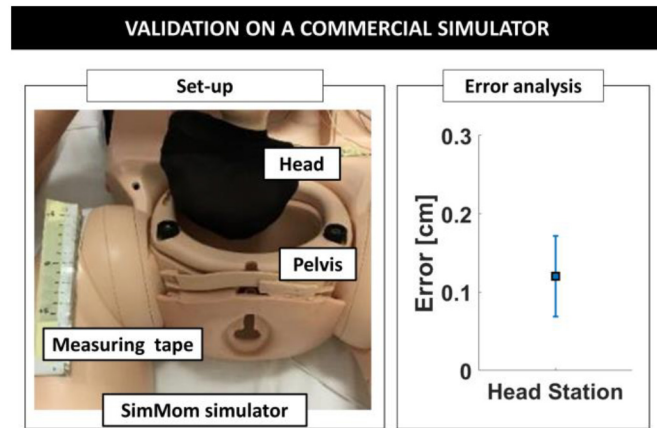 VALIDATION ON A COMMERCIAL SIMULATOR
Set-up
Head
Pelvis
Measuring tape
SimMom simulator
Error analysis
Error [cm]
0.3
0.2
0.1
0
Head Station